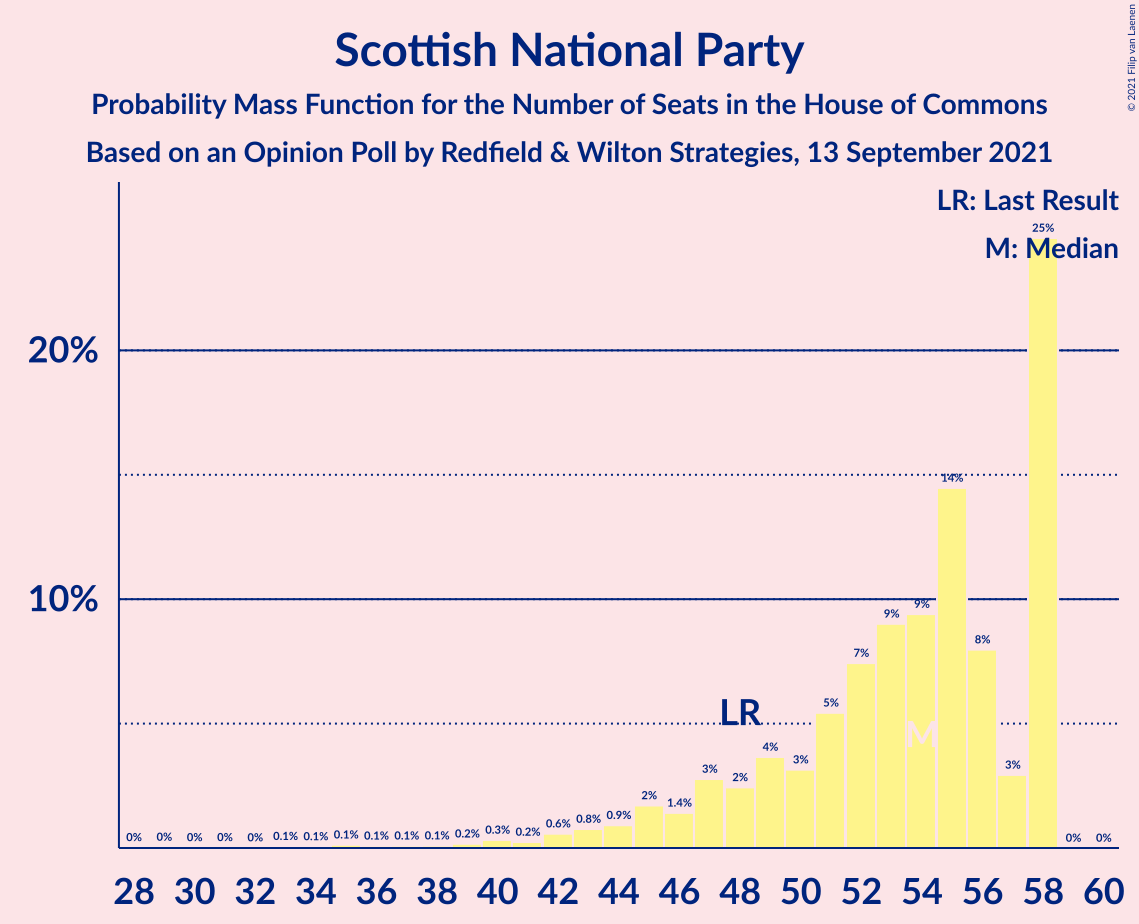 © 2021 Filip van Laenen
Scottish National Party
Probability Mass Function for the Number of Seats in the House of Commons
Based on an Opinion Poll by Redfield & Wilton Strategies, 13 September 2021
LR: Last Result
M: Median
25%
20%
14%
10%
9%
9%
8%
7%
LR
5%
M
4%
3%
3%
3%
2%
2%
1.4%
0% 0% 0% 0% 0% 0.1% 0.1% 0.1% 0.1% 0.1% 0.1% 0.2% 0.3% 0.2% 0.6% 0.8% 0.9% 0% 0%
28 30 32 34 36 38 40 42 44 46 48 50 52 54 56 58 60